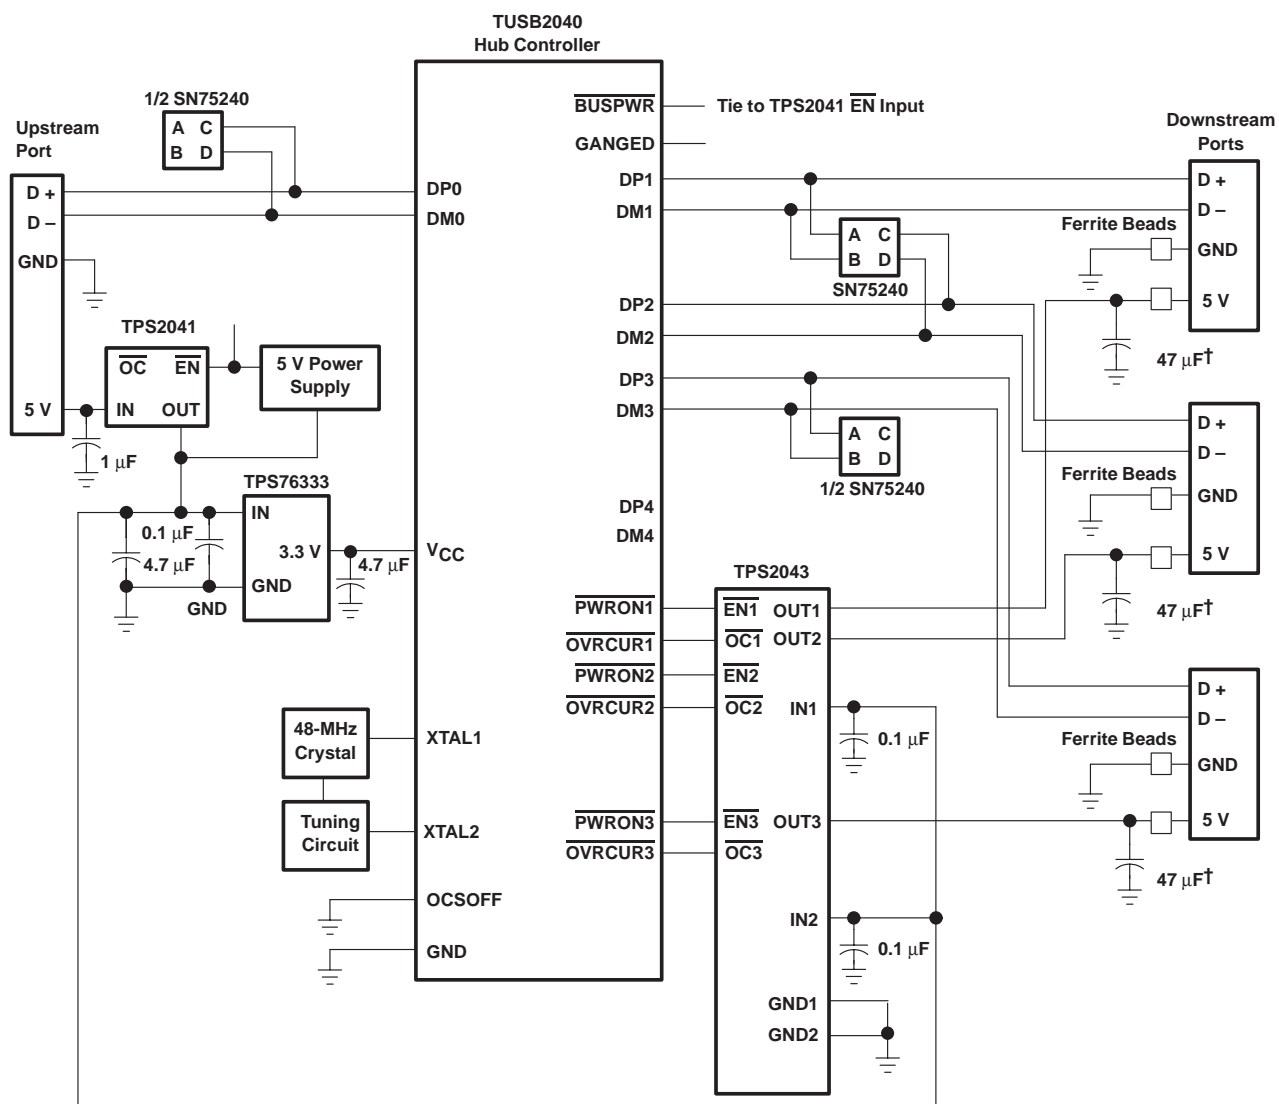 TUSB2040
Hub Controller
1/2 SN75240
A C
B D
Upstream
Port
D +
D −
GND
5 V
TPS2041
OC EN
IN OUT
5 V Power
Supply
1 μF
TPS76333
IN
3.3 V
GND
0.1 μF
4.7 μF
GND
4.7 μF
48-MHz
Crystal
Tuning
Circuit
DP0
DM0
VCC
XTAL1
XTAL2
OCSOFF
GND
BUSPWR
GANGED
DP1
DM1
DP2
DM2
DP3
DM3
DP4
DM4
PWRON1
OVRCUR1
PWRON2
OVRCUR2
PWRON3
OVRCUR3
Tie to TPS2041 EN Input
A C
B D
SN75240
A C
B D
1/2 SN75240
TPS2043
EN1 OUT1
OC1 OUT2
EN2
OC2 IN1
EN3 OUT3
OC3
IN2
GND1
GND2
0.1 μF
0.1 μF
Downstream
Ports
D +
D −
Ferrite Beads
GND
5 V
47 μF†
D +
D −
Ferrite Beads
GND
5 V
47 μF†
D +
D −
Ferrite Beads
GND
5 V
47 μF†